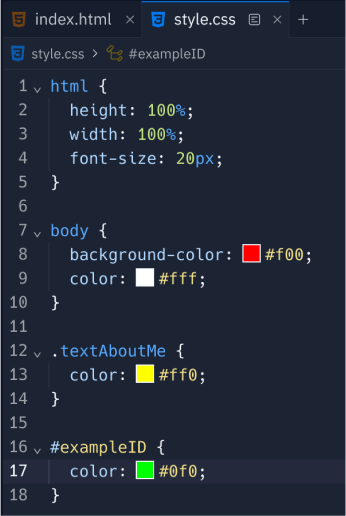 index.html × style.css × +
style.css > #exampleID
1 html {
2 height: 100%;
3 width: 100%;
4 font-size: 20px;
5 }
6
7 body {
8 background-color: #f00;
9 color: #fff;
10 }
11
12 .textAboutMe {
13 color: #ff0;
14 }
15
16 #exampleID {
17 color: #0f0;
18 }